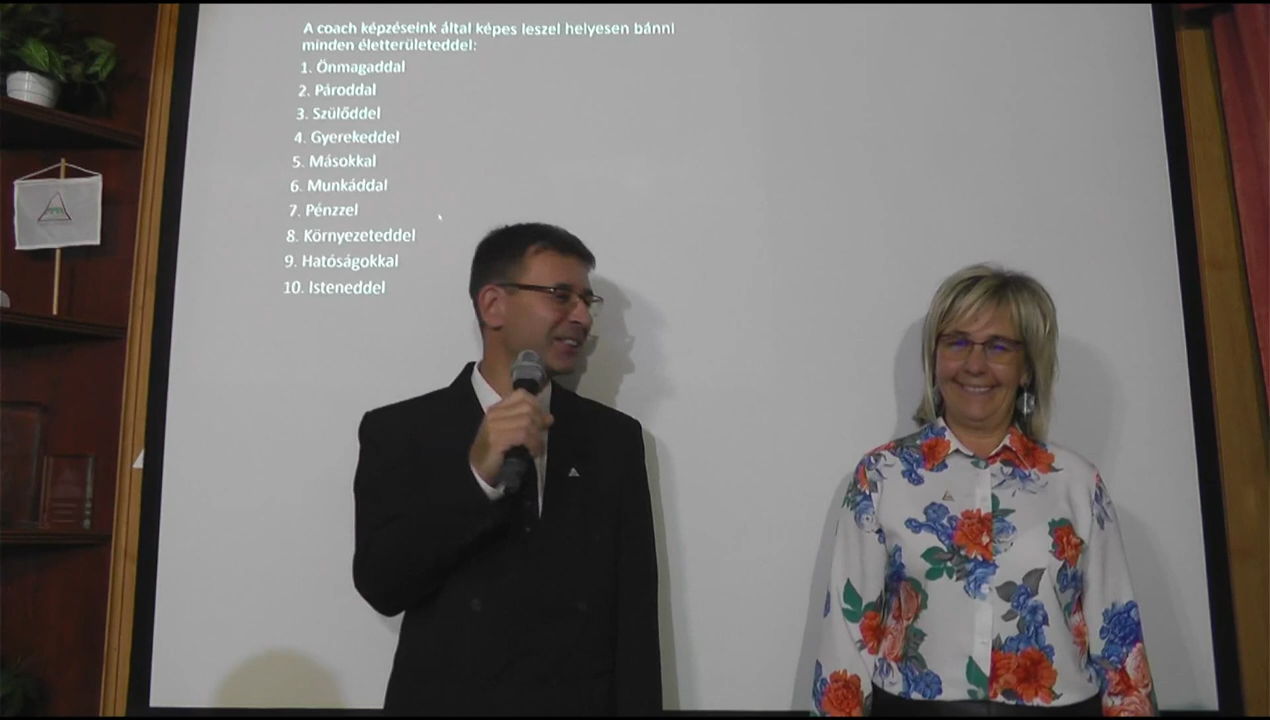 A coach képzéseink által képes leszel helyesen bánni
minden életterületeddel:
1. Önmagaddal
2. Pároddal
3. Szülőddel
4. Gyerekeddel
5. Másokkal
6. Munkáddal
7. Pénzzel
8. Környezeteddel
9. Hatóságokkal
10. Isteneddel